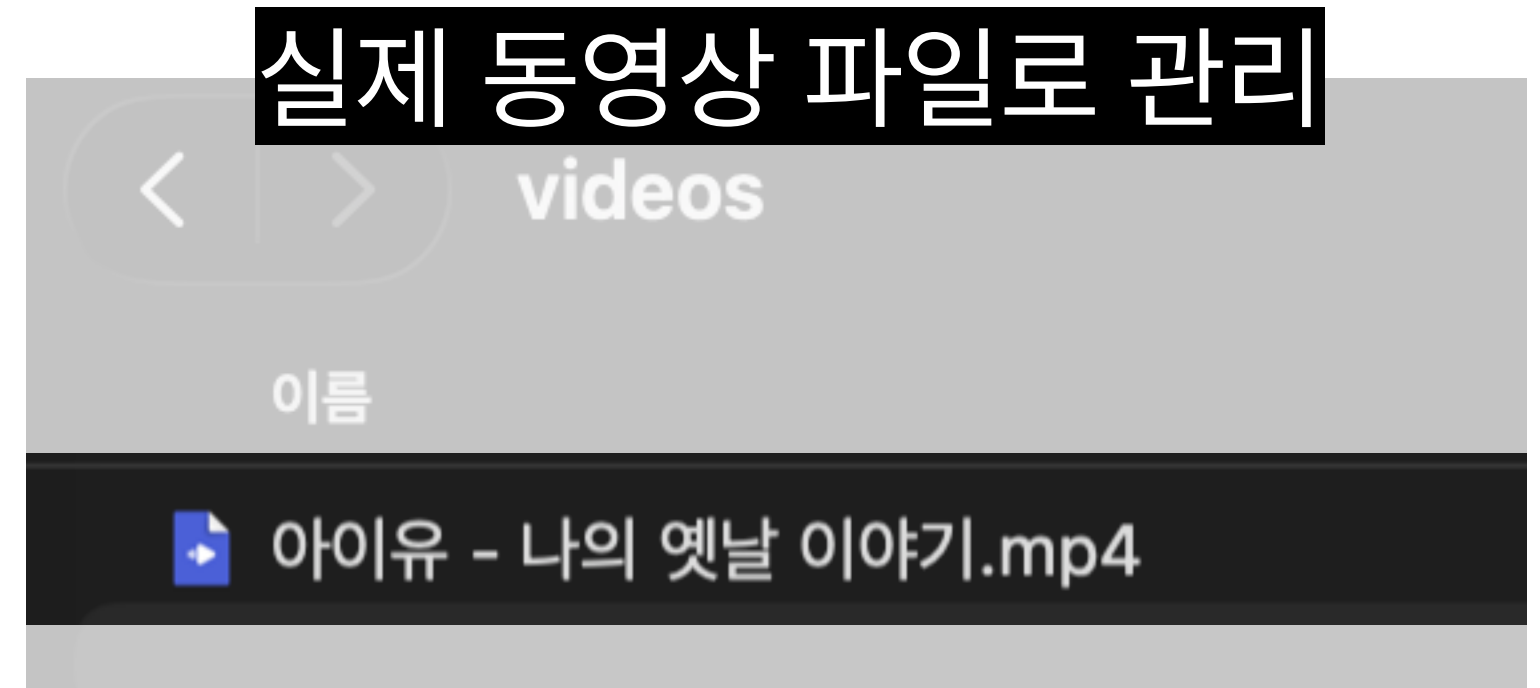 실제 동영상 파일로 관리
videos
이름
아이유 - 나의 옛날 이야기.mp4